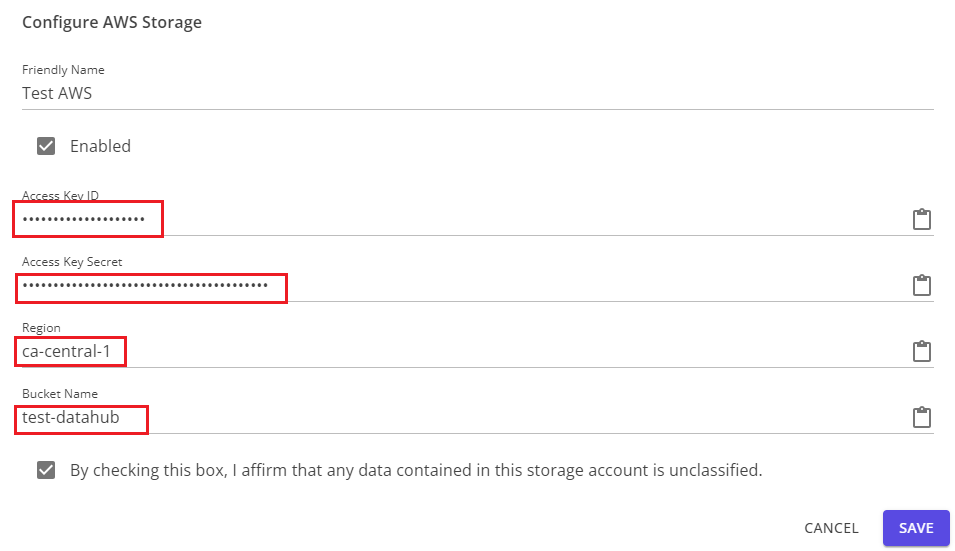 Configure AWS Storage
Friendly Name
Test AWS
Enabled
Access Key ID
••••••••••••••••••••
Access Key Secret
••••••••••••••••••••••••••••••••••••••••
Region
ca-central-1
Bucket Name
test-datahub
By checking this box, I affirm that any data contained in this storage account is unclassified.
CANCEL SAVE